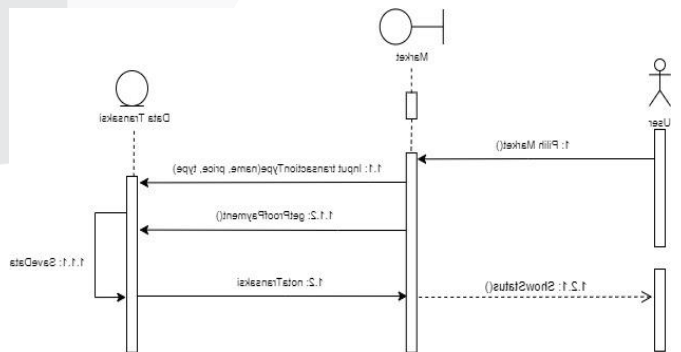 Market
Data Transaksi
User
1: Pilih Market()
1.1: Input transactionType(name, price, type)
1.1.2: getProofPayment()
1.1.1: SaveData
1.2: notaTransaksi
1.2.1: ShowStatus()